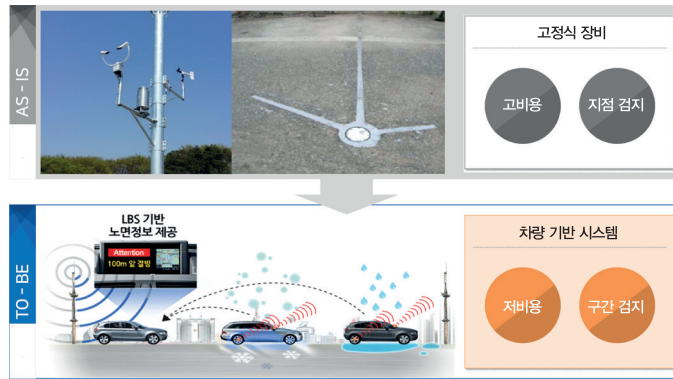 AS - IS
고정식 장비
고비용
지점 검지
TO - BE
LBS 기반
노면정보 제공
Attention
100m 앞 결빙
차량 기반 시스템
저비용
구간 검지